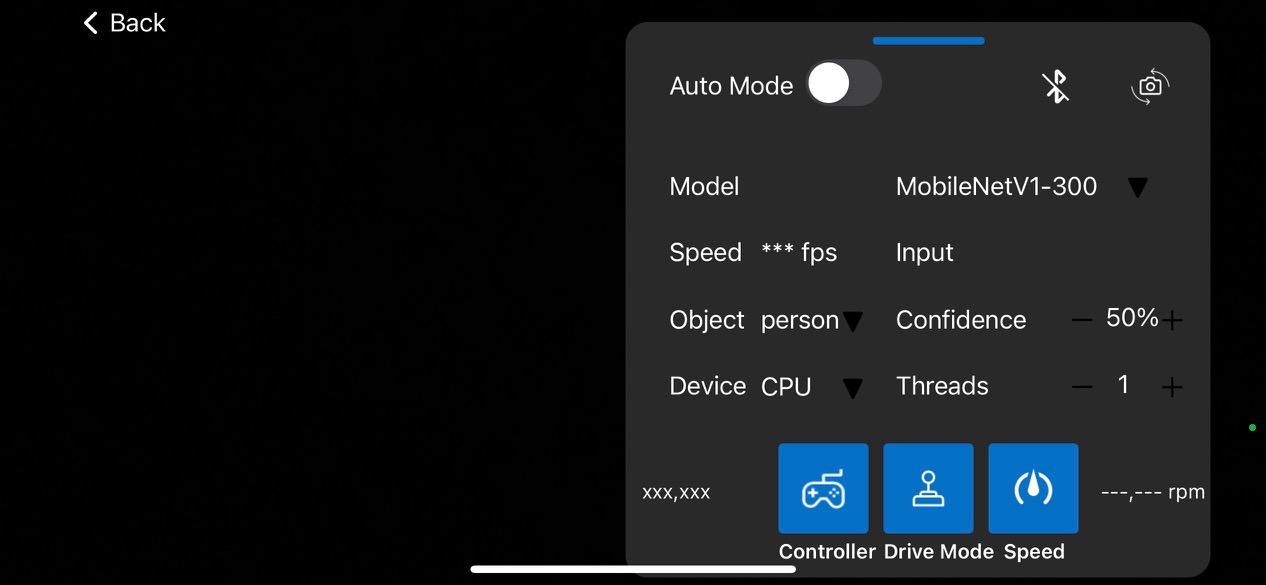 Back
Auto Mode
Model MobileNetV1-300
Speed *** fps Input
Object person Confidence 50%
Device CPU Threads 1
xxx,xxx ---,--- rpm
Controller Drive Mode Speed